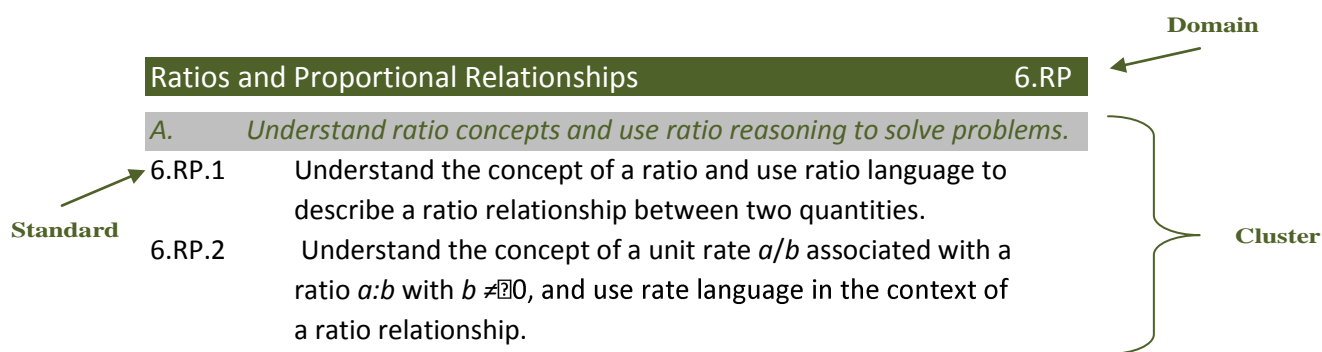 Domain
Ratios and Proportional Relationships 6.RP
A. Understand ratio concepts and use ratio reasoning to solve problems.
6.RP.1 Understand the concept of a ratio and use ratio language to
describe a ratio relationship between two quantities.
Standard
Cluster
6.RP.2 Understand the concept of a unit rate a/b associated with a
ratio a:b with b ≠⍰0, and use rate language in the context of
a ratio relationship.